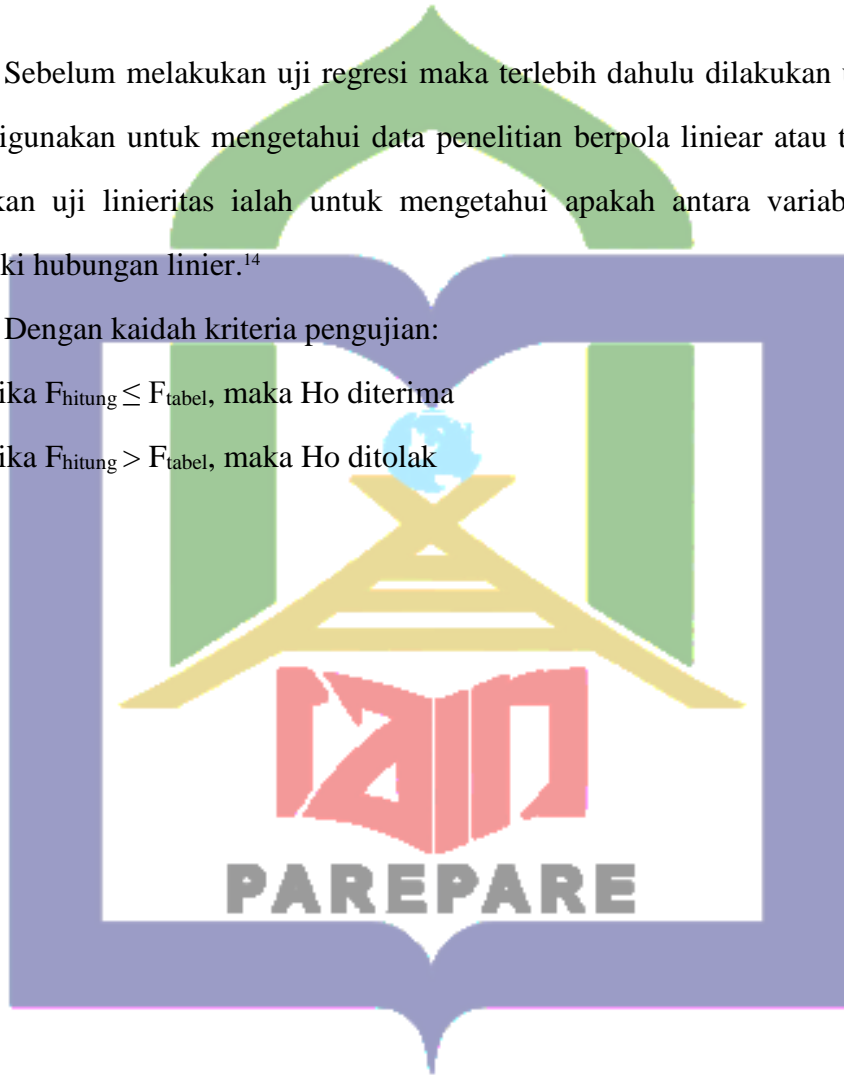 Sebelum melakukan uji regresi maka terlebih dahulu dilakukan
igunakan untuk mengetahui data penelitian berpola liniear atau
kan uji linieritas ialah untuk mengetahui apakah antara variab
ki hubungan linier.14
Dengan kaidah kriteria pengujian:
ika Fhitung ≤ Ftabel, maka Ho diterima
ika Fhitung > Ftabel, maka Ho ditolak
iain
PAREPARE